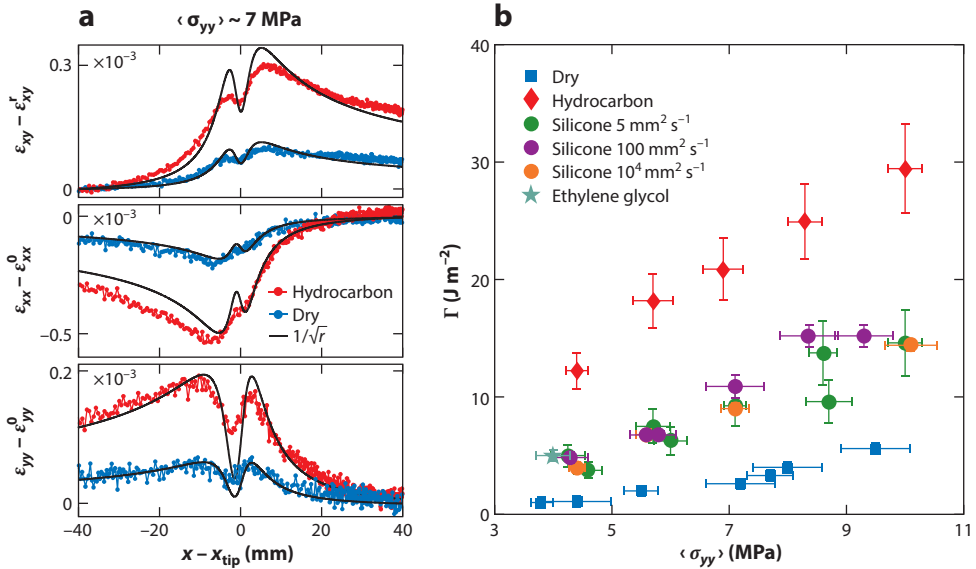 a
⟨ σyy ⟩ ~ 7 MPa
×10⁻³
0.3
0
εxy – εʳxy
×10⁻³
0
–0.5
εxx – ε⁰xx
Hydrocarbon
Dry
1/√r
×10⁻³
0.2
0
εyy – ε⁰yy
–40 –20 0 20 40
x – xtip (mm)
b
Γ (J m⁻²)
40
30
20
10
0
Dry
Hydrocarbon
Silicone 5 mm² s⁻¹
Silicone 100 mm² s⁻¹
Silicone 10⁴ mm² s⁻¹
Ethylene glycol
3 5 7 9 11
⟨ σyy ⟩ (MPa)